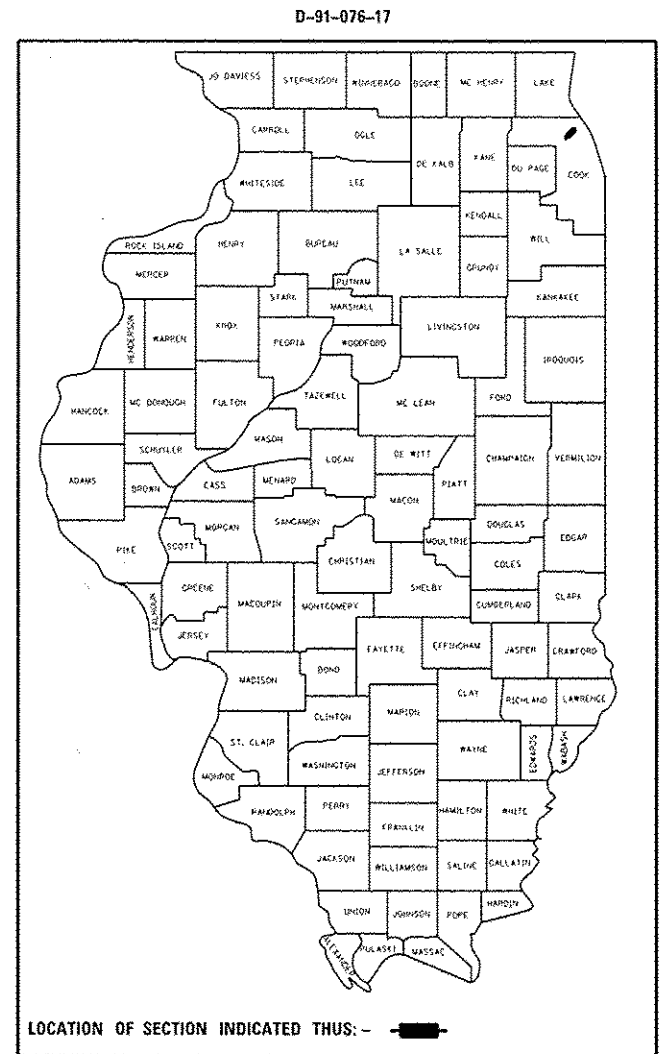 D-91-076-17
JO DAVIESS STEPHENSON WINNEBAGO BOONE MC HENRY LAKE
CARROLL OGLE
DE KALB KANE DU PAGE COOK
WHITESIDE LEE
KENDALL
ROCK ISLAND HENRY BUREAU LA SALLE WILL
MERCER PUTNAM GRUNDY
STARK MARSHALL KANKAKEE
HENDERSON WARREN KNOX PEORIA WOODFORD LIVINGSTON IROQUOIS
HANCOCK MC DONOUGH FULTON TAZEWELL MC LEAN FORD
SCHUYLER MASON LOGAN DE WITT CHAMPAIGN VERMILION
ADAMS BROWN CASS MENARD MACON PIATT
PIKE SCOTT MORGAN SANGAMON CHRISTIAN MOULTRIE DOUGLAS EDGAR
COLES
CALHOUN GREENE MACOUPIN MONTGOMERY SHELBY CUMBERLAND CLARK
JERSEY
FAYETTE EFFINGHAM JASPER CRAWFORD
MADISON BOND
CLAY RICHLAND LAWRENCE
CLINTON MARION
ST. CLAIR WAYNE EDWARDS WABASH
MONROE WASHINGTON JEFFERSON
RANDOLPH PERRY HAMILTON WHITE
FRANKLIN
JACKSON WILLIAMSON SALINE GALLATIN
UNION JOHNSON POPE HARDIN
ALEXANDER PULASKI MASSAC
LOCATION OF SECTION INDICATED THUS: -